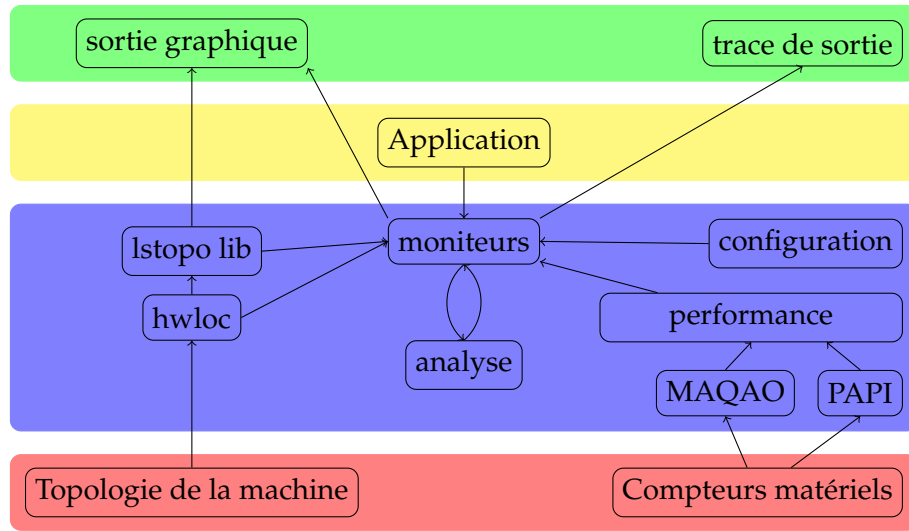 sortie graphique
trace de sortie
Application
lstopo lib
moniteurs
configuration
hwloc
performance
analyse
MAQAO
PAPI
Topologie de la machine
Compteurs matériels